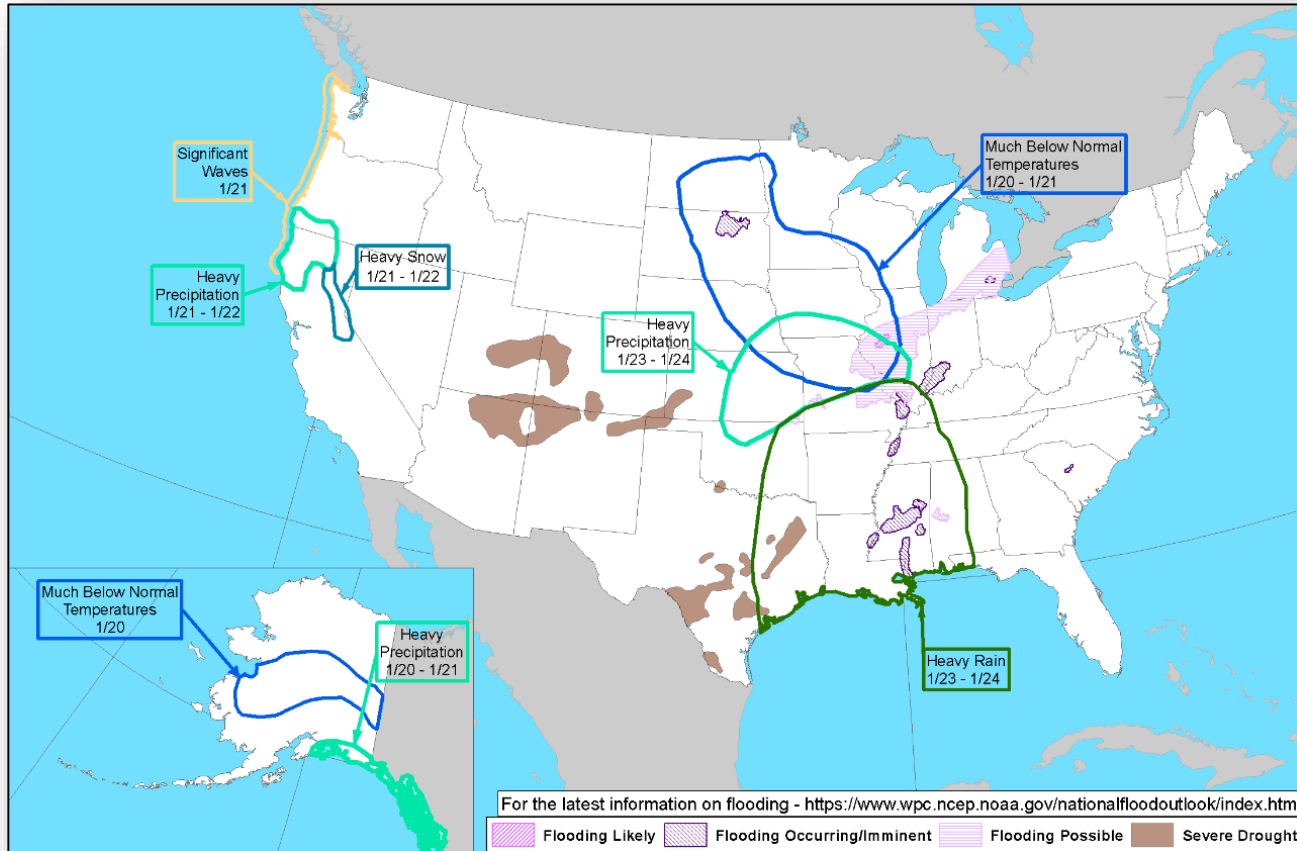 Significant
Waves
1/21
Much Below Normal
Temperatures
1/20 - 1/21
Heavy Snow
1/21 - 1/22
Heavy
Precipitation
1/21 - 1/22
Heavy
Precipitation
1/23 - 1/24
Much Below Normal
Temperatures
1/20
Heavy
Precipitation
1/20 - 1/21
Heavy Rain
1/23 - 1/24
For the latest information on flooding - https://www.wpc.ncep.noaa.gov/nationalfloodoutlook/index.htm
Flooding Likely
Flooding Occurring/Imminent
Flooding Possible
Severe Drought